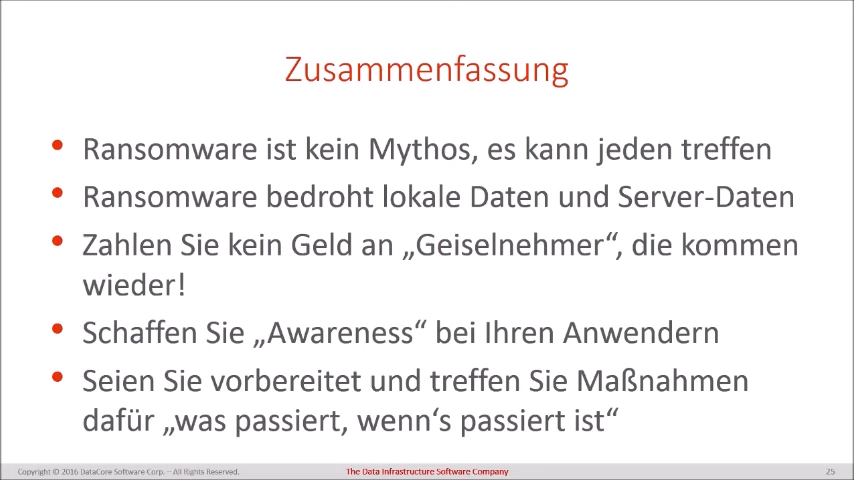 Zusammenfassung
• Ransomware ist kein Mythos, es kann jeden treffen
• Ransomware bedroht lokale Daten und Server-Daten
• Zahlen Sie kein Geld an „Geiselnehmer“, die kommen
wieder!
• Schaffen Sie „Awareness“ bei Ihren Anwendern
• Seien Sie vorbereitet und treffen Sie Maßnahmen
dafür „was passiert, wenn‘s passiert ist“
Copyright © 2016 DataCore Software Corp. – All Rights Reserved. The Data Infrastructure Software Company 25